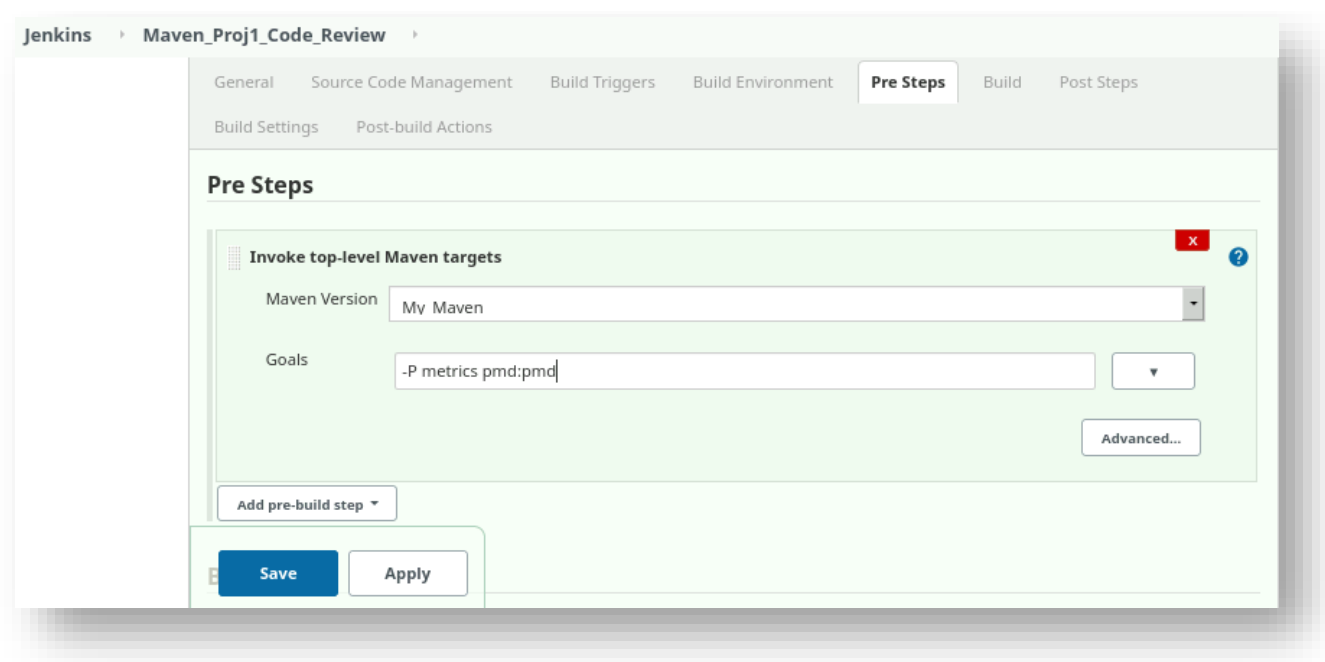 Jenkins Maven_Proj1_Code_Review
General Source Code Management Build Triggers Build Environment Pre Steps Build Post Steps
Build Settings Post-build Actions
Pre Steps
X
Invoke top-level Maven targets ?
Maven Version My_Maven
Goals -P metrics pmd:pmd
Advanced...
Add pre-build step
Save Apply